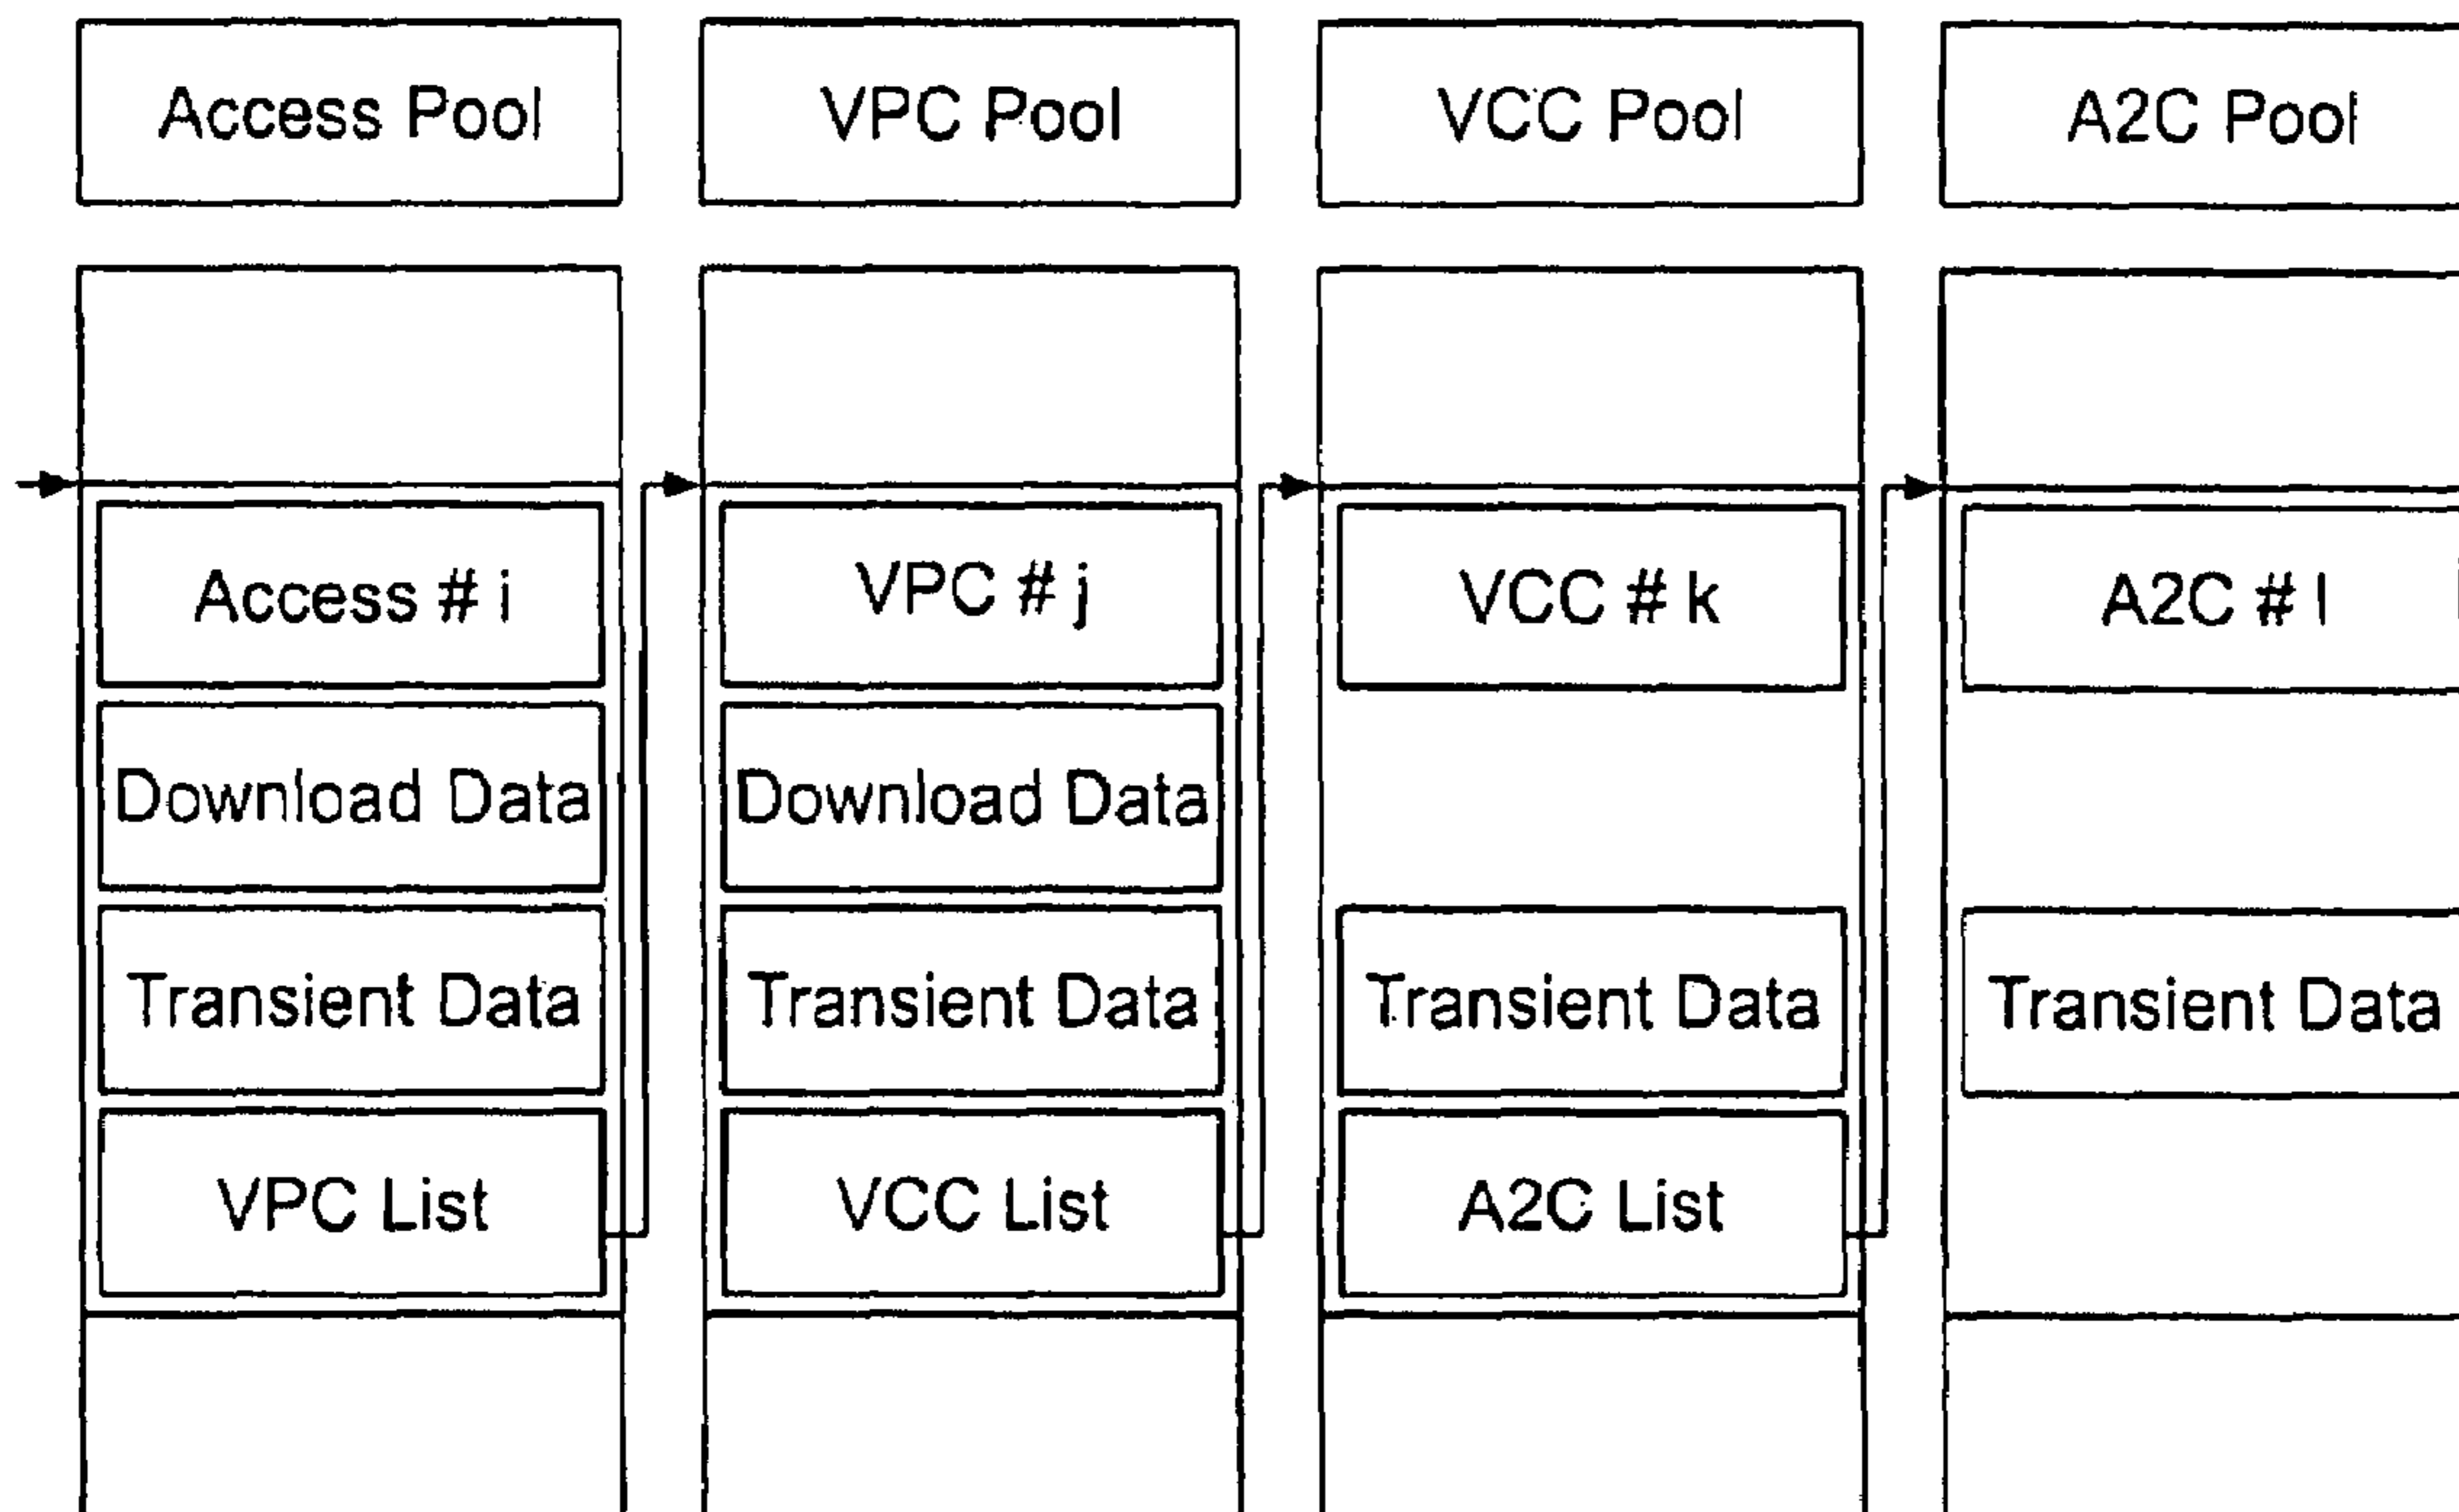 Access Pool
VPC Pool
VCC Pool
A2C Pool
Access # i
VPC # j
VCC # k
A2C # l
Download Data
Download Data
Transient Data
Transient Data
Transient Data
Transient Data
VPC List
VCC List
A2C List